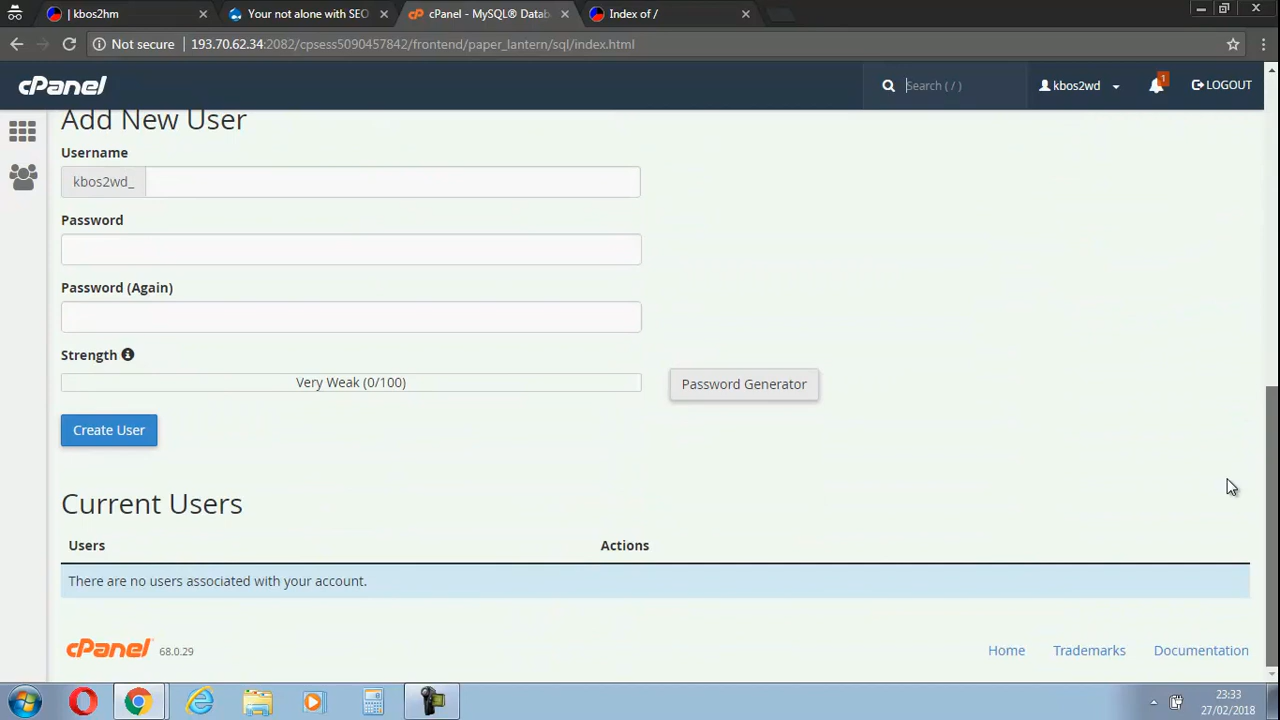 | kbos2hm
Your not alone with SEO
cPanel - MySQL® Datab
Index of /
Not secure
193.70.62.34:2082/cpsess5090457842/frontend/paper_lantern/sql/index.html
cPanel
Search ( / )
kbos2wd
1
LOGOUT
Add New User
Username
kbos2wd_
Password
Password (Again)
Strength
Very Weak (0/100)
Password Generator
Create User
Current Users
Users
Actions
There are no users associated with your account.
cPanel
68.0.29
Home
Trademarks
Documentation
23:33
27/02/2018